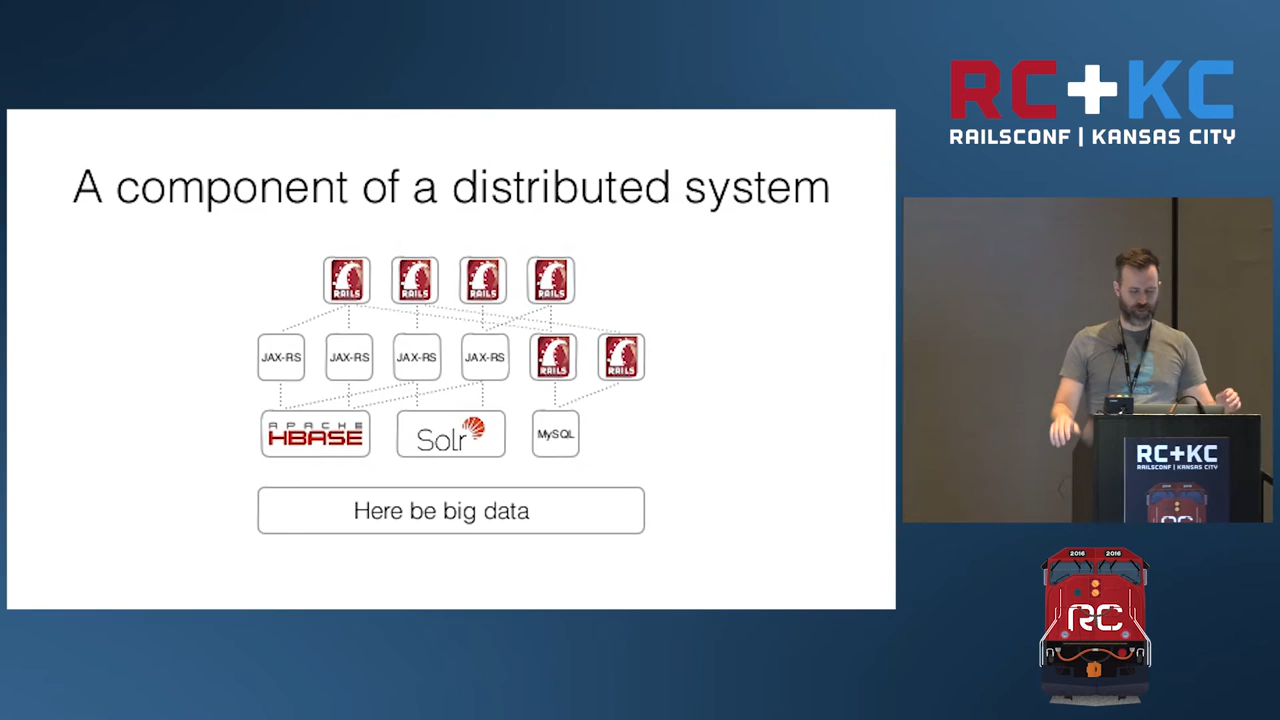 RC+KC
RAILSCONF | KANSAS CITY
A component of a distributed system
RAILS RAILS RAILS RAILS
JAX-RS JAX-RS JAX-RS JAX-RS RAILS RAILS
APACHE
HBASE
Solr
MySQL
Here be big data
RC+KC
RAILSCONF | KANSAS CITY
2016 2016
RC